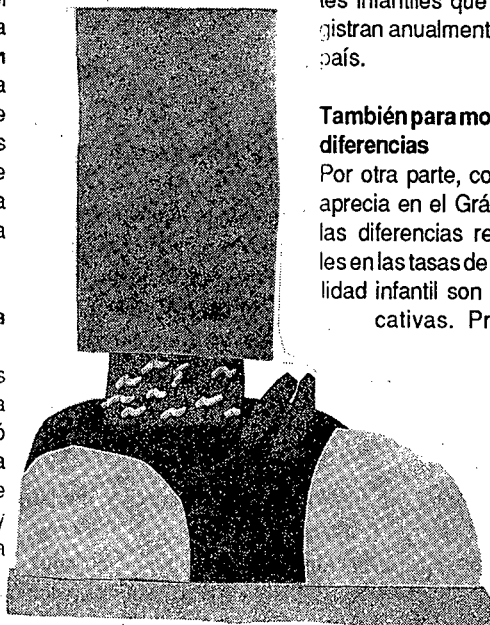 a
a
e
s
e
a
a
a
s
a
ó
a
e
y
a
les infantiles que
gistran anualment
país.
También para mo
diferencias
Por otra parte, co
aprecia en el Grá
las diferencias re
les en las tasas de
lidad infantil son
cativas. Pr